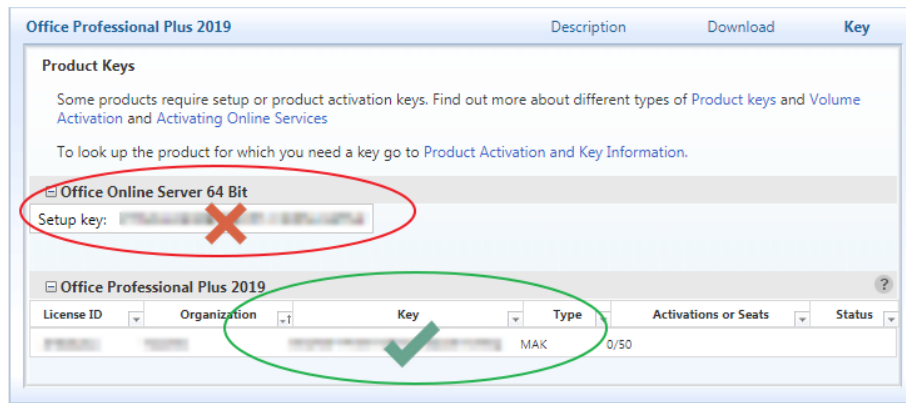 Office Professional Plus 2019 Description Download Key
Product Keys
Some products require setup or product activation keys. Find out more about different types of Product keys and Volume
Activation and Activating Online Services
To look up the product for which you need a key go to Product Activation and Key Information.
Office Online Server 64 Bit
Setup key:
Office Professional Plus 2019 ?
License ID Organization Key Type Activations or Seats Status
MAK 0/50